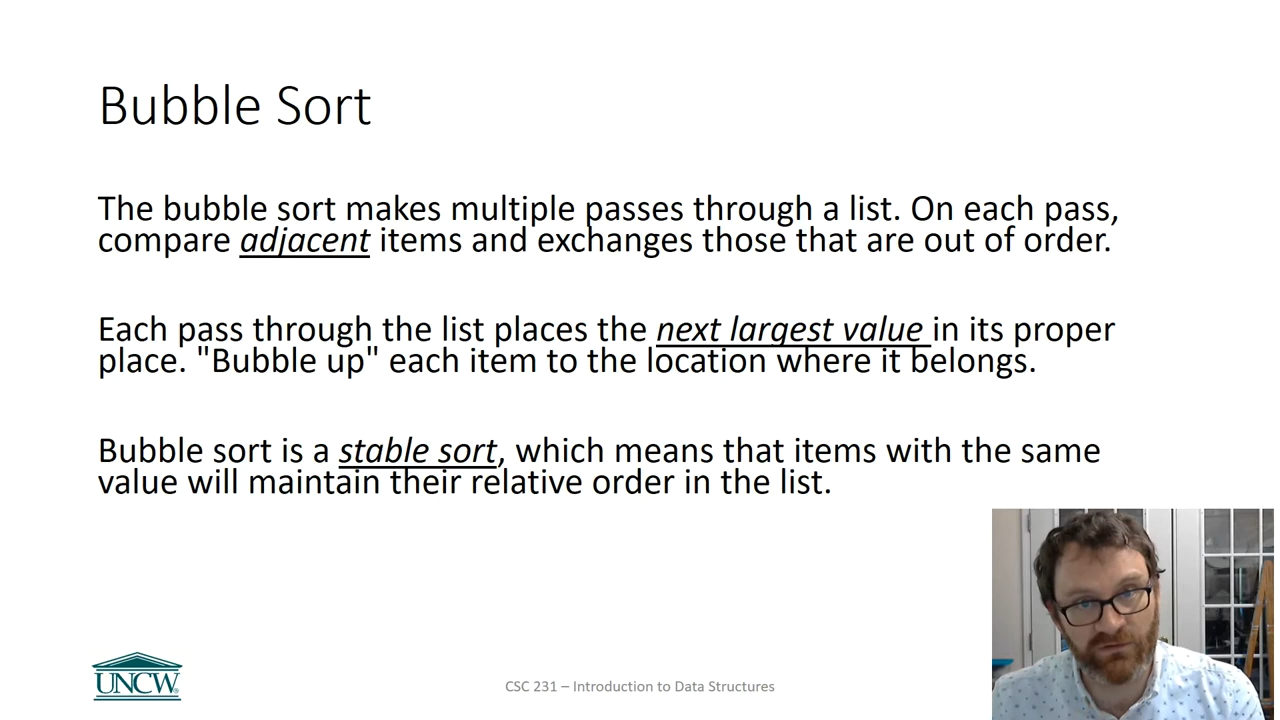 Bubble Sort
The bubble sort makes multiple passes through a list. On each pass,
compare adjacent items and exchanges those that are out of order.
Each pass through the list places the next largest value in its proper
place. "Bubble up" each item to the location where it belongs.
Bubble sort is a stable sort, which means that items with the same
value will maintain their relative order in the list.
UNCW
CSC 231 – Introduction to Data Structures